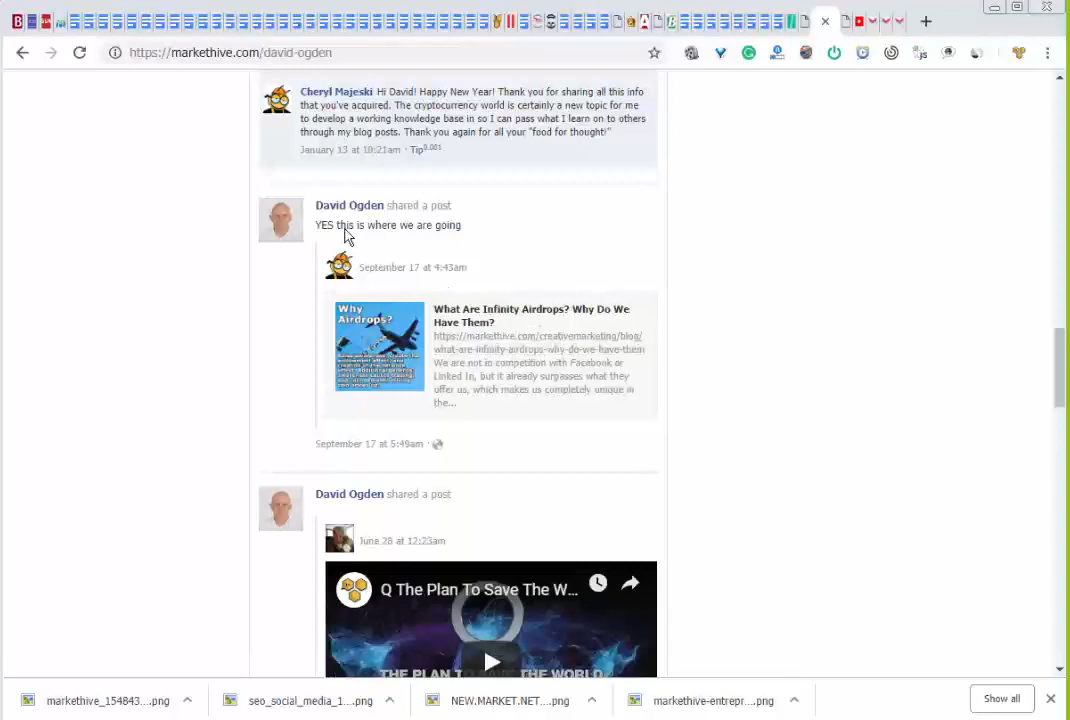 https://markethive.com/david-ogden
Cheryl Majeski Hi David! Happy New Year! Thank you for sharing all this info
that you've acquired. The cryptocurrency world is certainly a new topic for me
to develop a working knowledge base in so I can pass what I learn on to others
through my blog posts. Thank you again for all your "food for thought!"
January 13 at 10:21am · Tip 0.001
David Ogden shared a post
YES this is where we are going
September 17 at 4:43am
Why
Airdrops?
What Are Infinity Airdrops? Why Do We
Have Them?
https://markethive.com/creativemarketing/blog/
what-are-infinity-airdrops-why-do-we-have-them
We are not in competition with Facebook or
Linked In, but it already surpasses what they
offer us, which makes us completely unique in
the...
September 17 at 5:49am ·
David Ogden shared a post
June 28 at 12:23am
Q The Plan To Save The W...
THE PLAN TO SAVE THE WORLD
markethive_154843....png
seo_social_media_1....png
NEW.MARKET.NET....png
markethive-entrepr....png
Show all